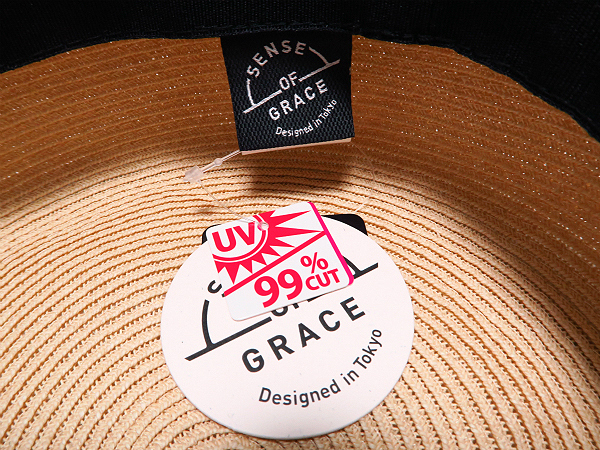 SENSE
OF
GRACE
Designed in Tokyo
UV
99% CUT
GRACE
Designed in Tokyo